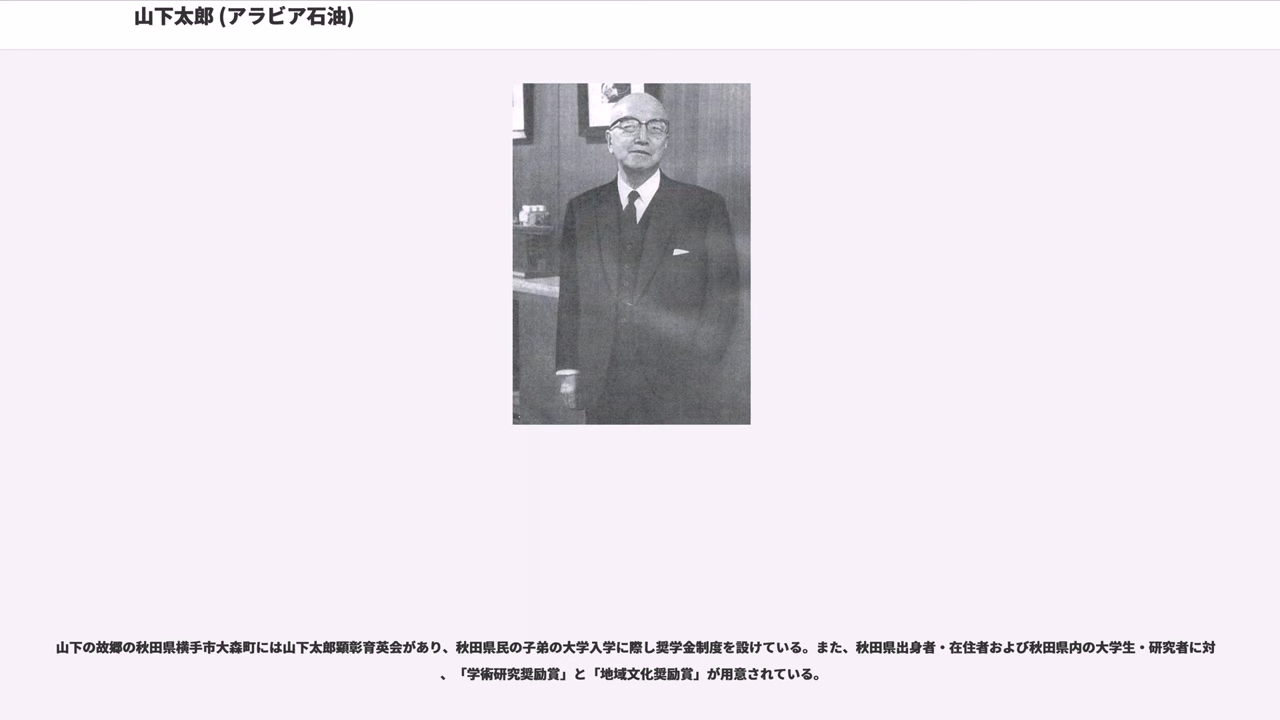 山下太郎 (アラビア石油)
山下の故郷の秋田県横手市大森町には山下太郎顕彰育英会があり、秋田県民の子弟の大学入学に際し奨学金制度を設けている。また、秋田県出身者・在住者および秋田県内の大学生・研究者に対
、「学術研究奨励賞」と「地域文化奨励賞」が用意されている。